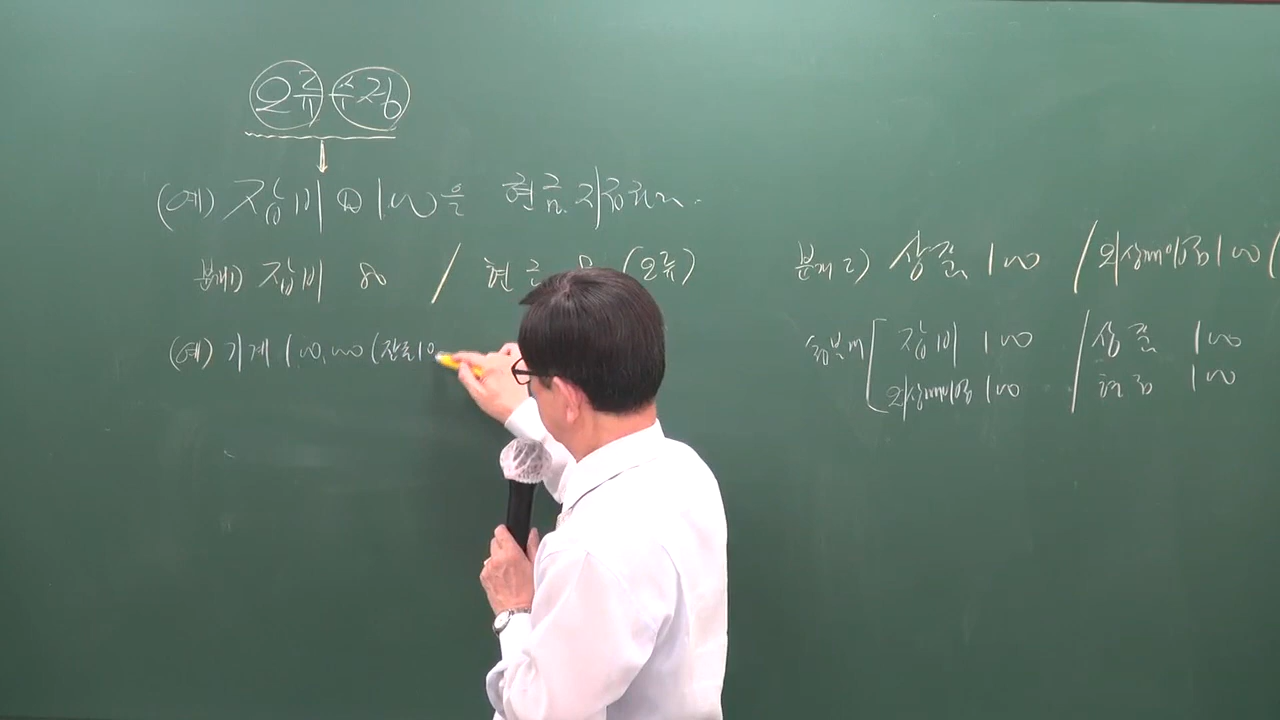 오류수정
(예) 잡비 ₩100을 현금지급하다.
분개1) 잡비 80 / 현금 8 (오류)
(예) 기계 100,000 (잔존10
분개2) 상품 100 / 외상매입금 100 (
수정분개 [ 잡비 100 / 상품 100
외상매입금 100 / 현금 100